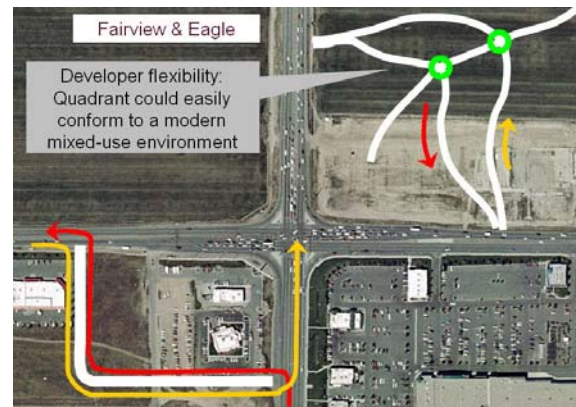 Fairview & Eagle
Developer flexibility:
Quadrant could easily
conform to a modern
mixed-use environment